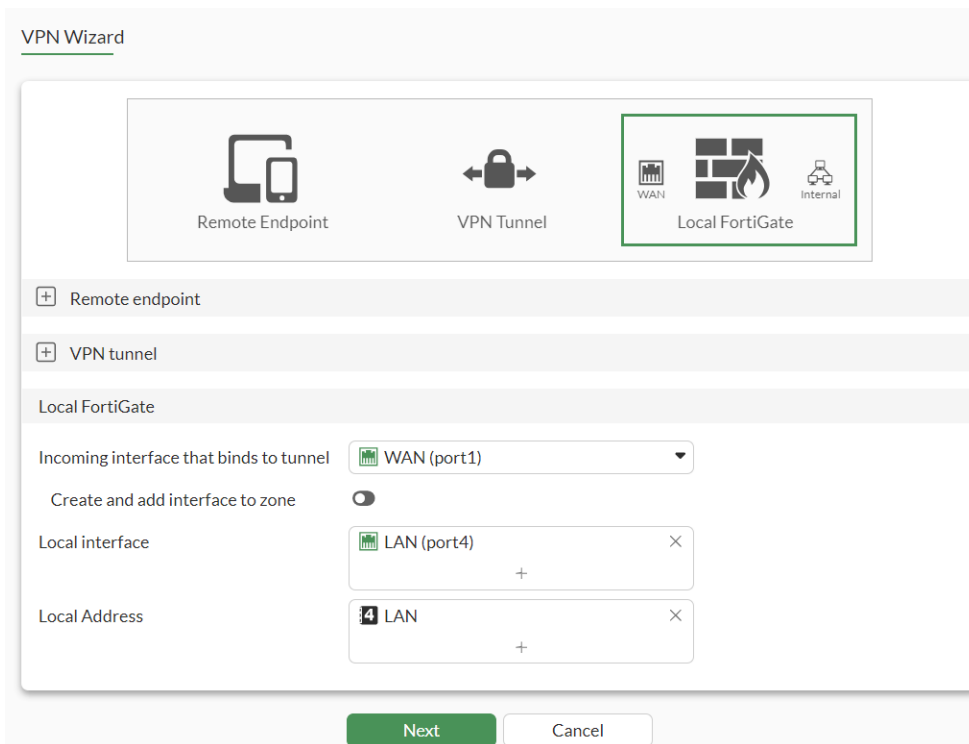 VPN Wizard
WAN
Internal
Remote Endpoint
VPN Tunnel
Local FortiGate
Remote endpoint
VPN tunnel
Local FortiGate
Incoming interface that binds to tunnel
WAN (port1)
Create and add interface to zone
Local interface
LAN (port4)
Local Address
4 LAN
Next
Cancel